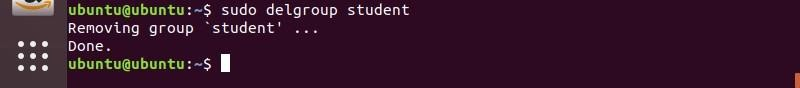 ubuntu@ubuntu:~$ sudo delgroup student
Removing group `student' ...
Done.
ubuntu@ubuntu:~$